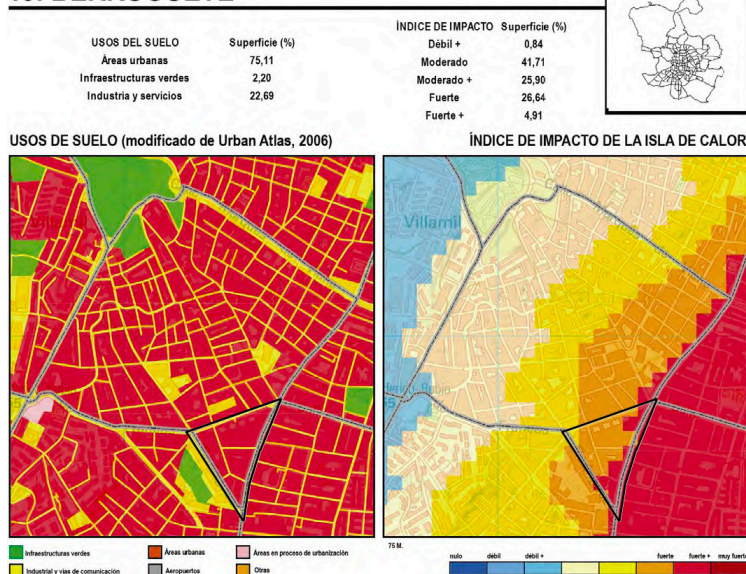 USOS DEL SUELO Superficie (%)
Áreas urbanas 75,11
Infraestructuras verdes 2,20
Industria y servicios 22,69
ÍNDICE DE IMPACTO Superficie (%)
Débil + 0,84
Moderado 41,71
Moderado + 25,90
Fuerte 26,64
Fuerte + 4,91
USOS DE SUELO (modificado de Urban Atlas, 2006)
ÍNDICE DE IMPACTO DE LA ISLA DE CALOR
Villamil
Villamil
Infraestructuras verdes
Áreas urbanas
Áreas en proceso de urbanización
Industrial y vías de comunicación
Aeropuertos
Otras
75 M.
nulo débil débil + fuerte fuerte + muy fuerte